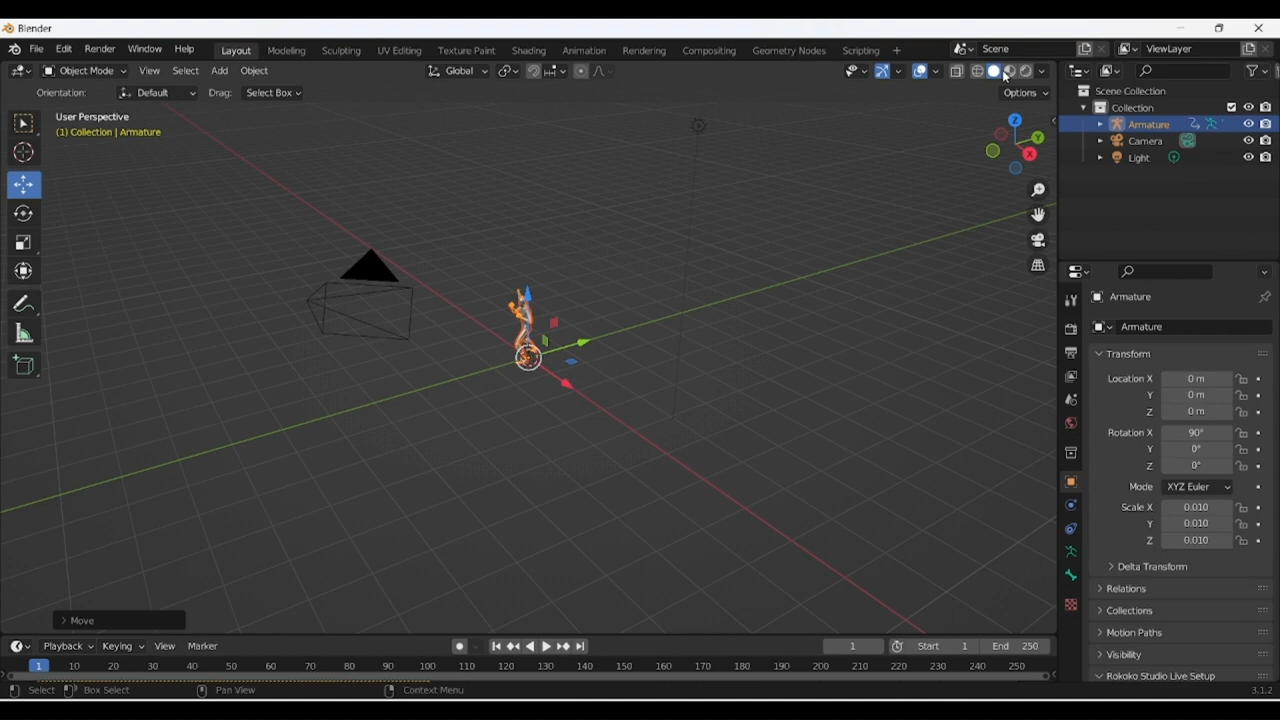 Blender
File Edit Render Window Help Layout Modeling Sculpting UV Editing Texture Paint Shading Animation Rendering Compositing Geometry Nodes Scripting + Scene ViewLayer
Object Mode View Select Add Object Global
Orientation: Default Drag: Select Box Options
User Perspective
(1) Collection | Armature
Z
Y
X
Scene Collection
Collection
Armature
Camera
Light
Armature
Armature
Transform
Location X 0 m
Y 0 m
Z 0 m
Rotation X 90°
Y 0°
Z 0°
Mode XYZ Euler
Scale X 0.010
Y 0.010
Z 0.010
Delta Transform
Relations
Collections
Motion Paths
Visibility
Rokoko Studio Live Setup
Move
Playback Keying View Marker 1 Start 1 End 250
1 10 20 30 40 50 60 70 80 90 100 110 120 130 140 150 160 170 180 190 200 210 220 230 240 250
Select Box Select Pan View Context Menu 3.1.2